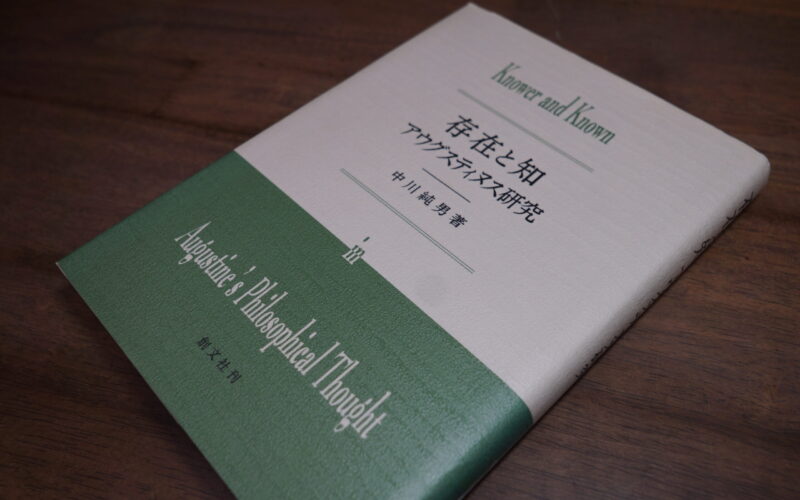 Knower and Known
存在と知
アウグスティヌス研究
中川純男著
in
Augustine's Philosophical Thought
創文社刊